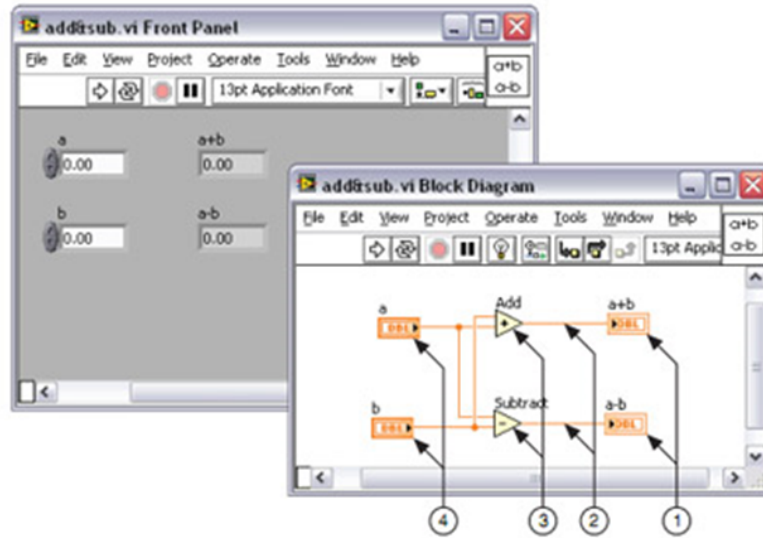 add&sub.vi Front Panel
File Edit View Project Operate Tools Window Help
a+b
a-b
13pt Application Font
a
a+b
0.00
0.00
b
a-b
0.00
0.00
add&sub.vi Block Diagram
File Edit View Project Operate Tools Window Help
a+b
a-b
13pt Applic
a
Add
a+b
DBL
+
DBL
b
Subtract
a-b
DBL
-
DBL
4
3
2
1